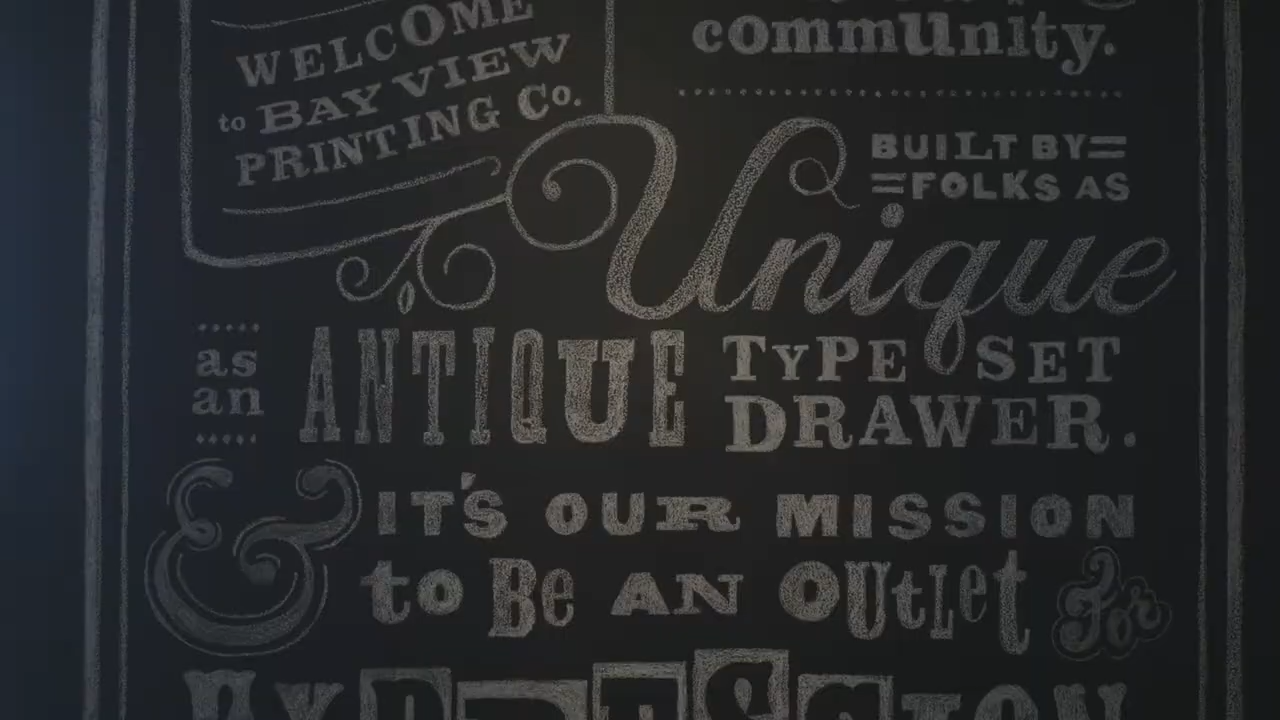 WELCOME
to BAY VIEW
PRINTING Co.
community.
BUILT BY
FOLKS AS
Unique
as
an
ANTIQUE
TYPE SET
DRAWER.
& IT'S OUR MISSION
to Be AN OUtLet For
EXPRESSION